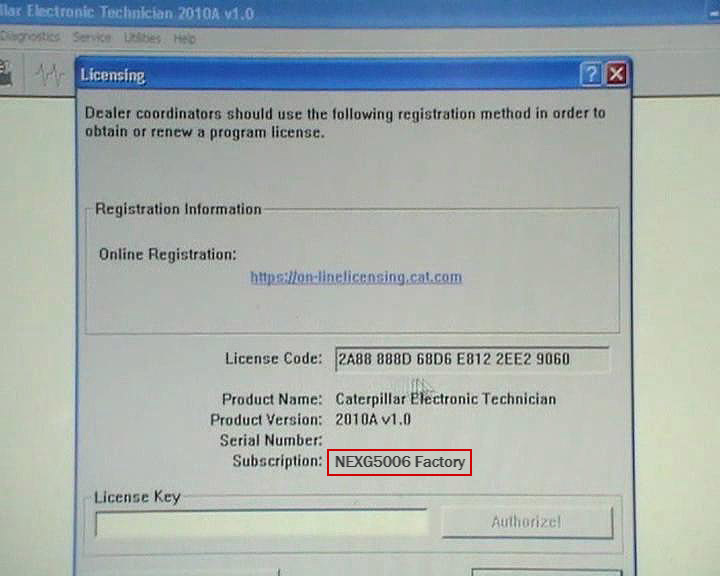 llar Electronic Technician 2010A v1.0
Diagnostics Service Utilities Help
Licensing
Dealer coordinators should use the following registration method in order to
obtain or renew a program license.
Registration Information
Online Registration:
https://on-linelicensing.cat.com
License Code: 2A88 888D 68D6 E812 2EE2 9060
Product Name: Caterpillar Electronic Technician
Product Version: 2010A v1.0
Serial Number:
Subscription: NEXG5006 Factory
License Key
Authorize!